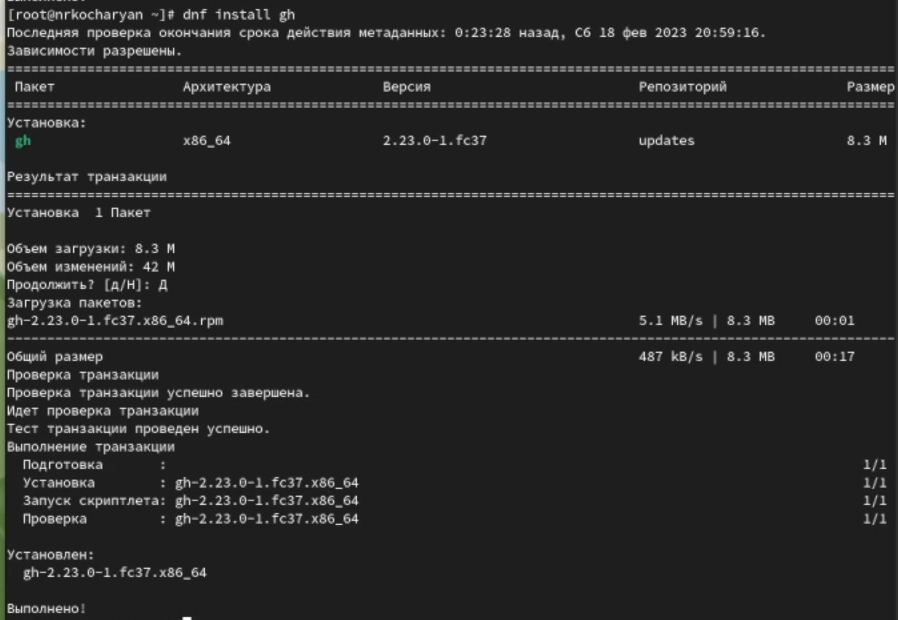 [root@nrkocharyan ~]# dnf install gh
Последняя проверка окончания срока действия метаданных: 0:23:28 назад, Сб 18 фев 2023 20:59:16.
Зависимости разрешены.
================================================================================
Пакет Архитектура Версия Репозиторий Размер
================================================================================
Установка:
gh x86_64 2.23.0-1.fc37 updates 8.3 M
Результат транзакции
================================================================================
Установка 1 Пакет
Объем загрузки: 8.3 M
Объем изменений: 42 M
Продолжить? [д/Н]: Д
Загрузка пакетов:
gh-2.23.0-1.fc37.x86_64.rpm 5.1 MB/s | 8.3 MB 00:01
--------------------------------------------------------------------------------
Общий размер 487 kB/s | 8.3 MB 00:17
Проверка транзакции
Проверка транзакции успешно завершена.
Идет проверка транзакции
Тест транзакции проведен успешно.
Выполнение транзакции
Подготовка : 1/1
Установка : gh-2.23.0-1.fc37.x86_64 1/1
Запуск скриптлета: gh-2.23.0-1.fc37.x86_64 1/1
Проверка : gh-2.23.0-1.fc37.x86_64 1/1
Установлен:
gh-2.23.0-1.fc37.x86_64
Выполнено!